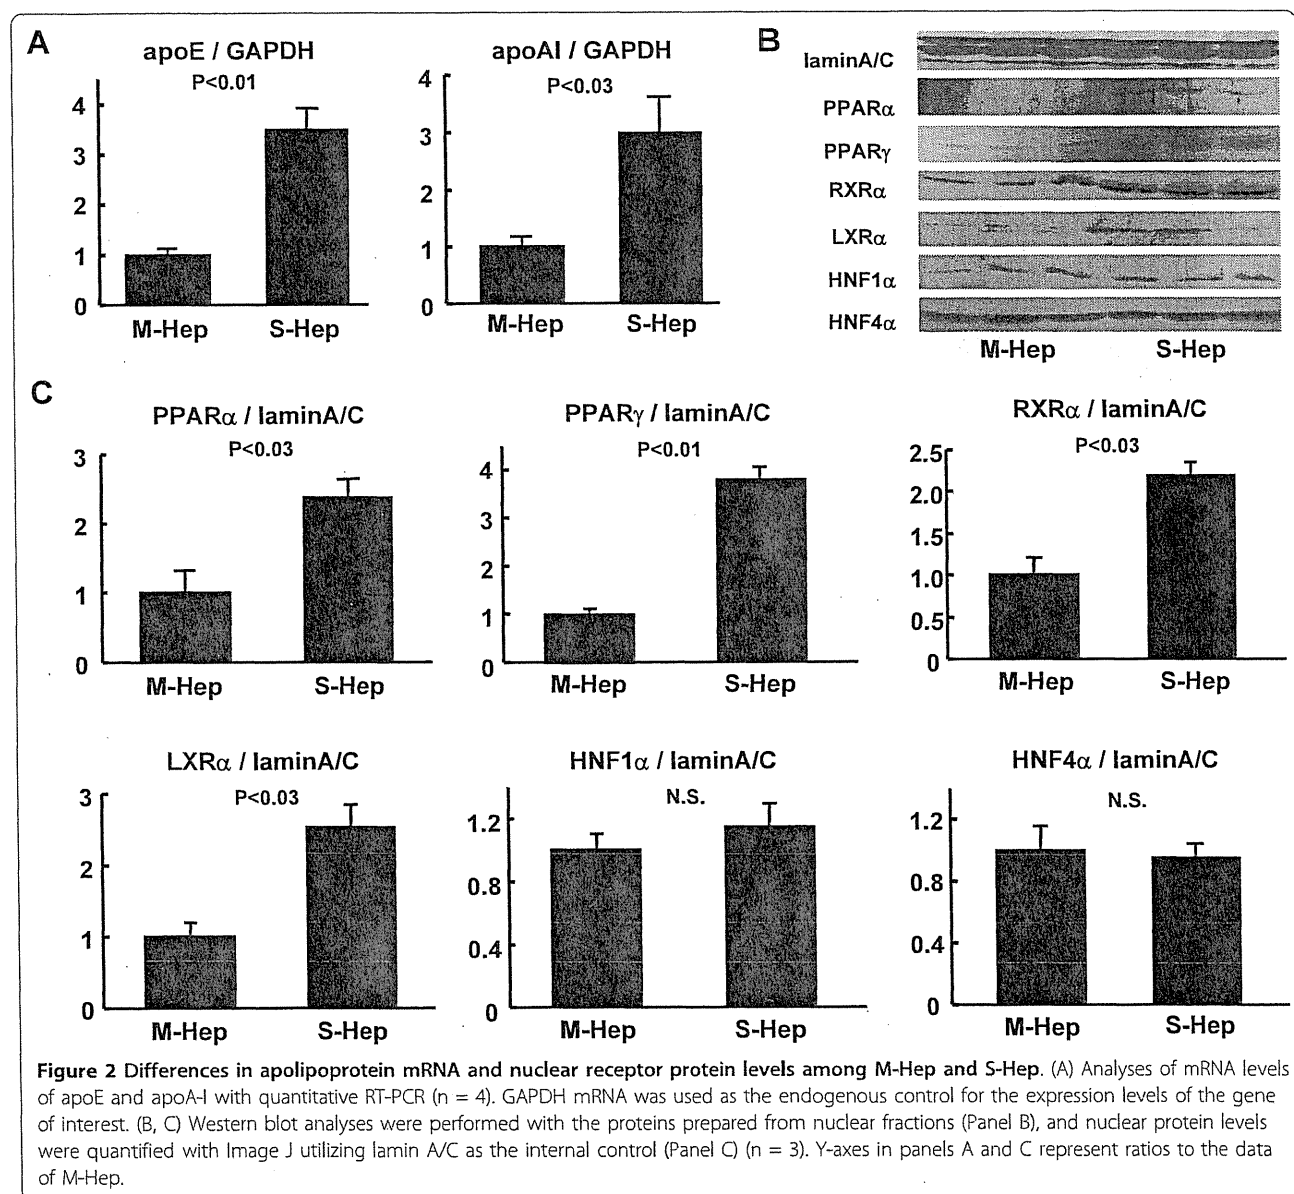 A
apoE / GAPDH
P<0.01
4
3
2
1
0
M-Hep
S-Hep
apoAI / GAPDH
P<0.03
4
3
2
1
0
M-Hep
S-Hep
B
laminA/C
PPARα
PPARγ
RXRα
LXRα
HNF1α
HNF4α
M-Hep
S-Hep
C
PPARα / laminA/C
P<0.03
3
2
1
0
M-Hep
S-Hep
PPARγ / laminA/C
P<0.01
4
3
2
1
0
M-Hep
S-Hep
RXRα / laminA/C
P<0.03
2.5
2.0
1.5
1.0
0.5
0
M-Hep
S-Hep
LXRα / laminA/C
P<0.03
3
2
1
0
M-Hep
S-Hep
HNF1α / laminA/C
N.S.
1.2
0.8
0.4
0
M-Hep
S-Hep
HNF4α / laminA/C
N.S.
1.2
0.8
0.4
0
M-Hep
S-Hep
Figure 2 Differences in apolipoprotein mRNA and nuclear receptor protein levels among M-Hep and S-Hep. (A) Analyses of mRNA levels
of apoE and apoA-I with quantitative RT-PCR (n = 4). GAPDH mRNA was used as the endogenous control for the expression levels of the gene
of interest. (B, C) Western blot analyses were performed with the proteins prepared from nuclear fractions (Panel B), and nuclear protein levels
were quantified with Image J utilizing lamin A/C as the internal control (Panel C) (n = 3). Y-axes in panels A and C represent ratios to the data
of M-Hep.